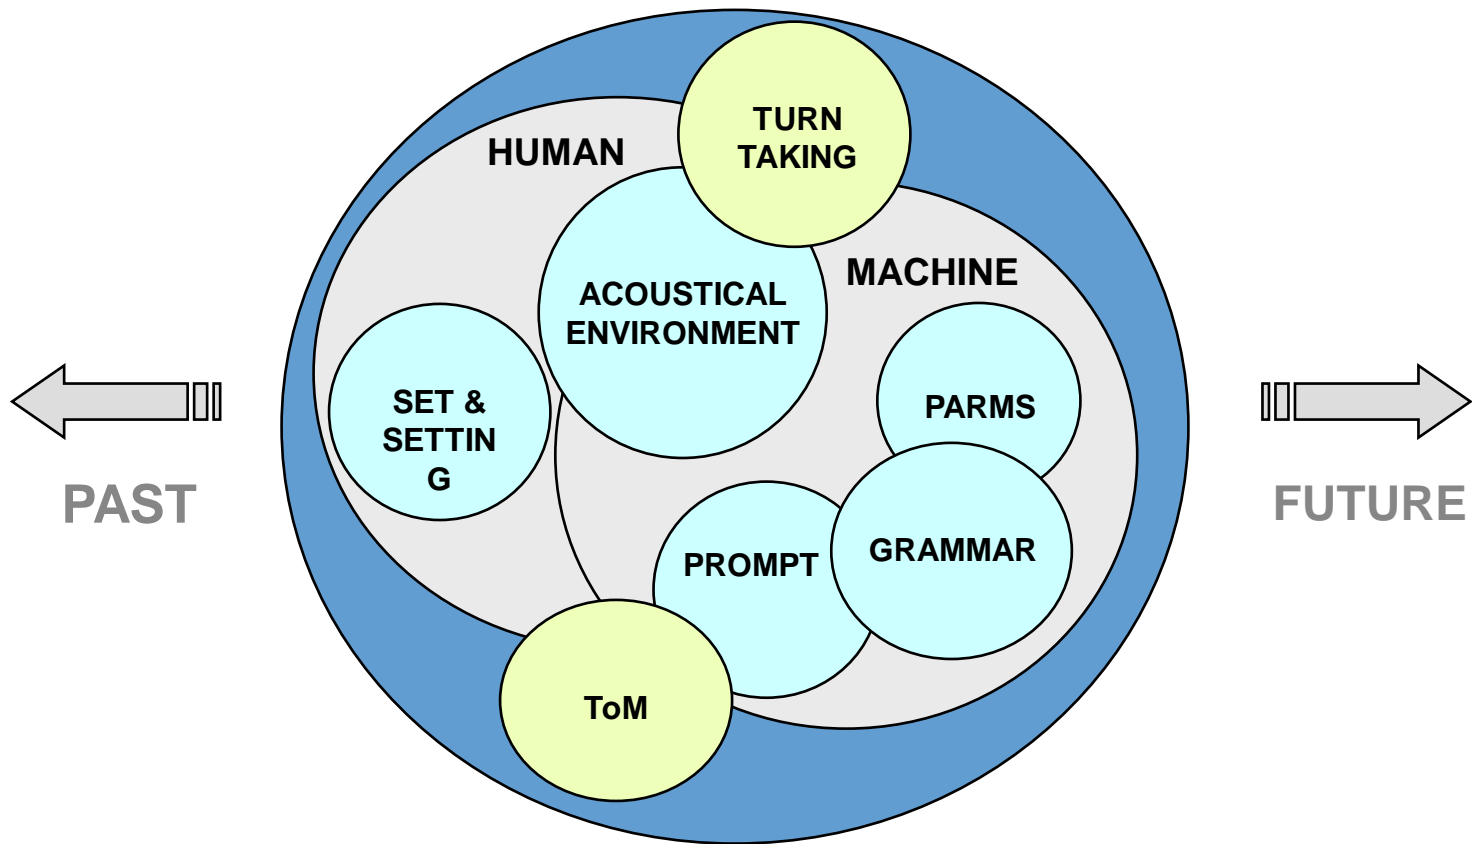 TURN
TAKING
HUMAN
MACHINE
ACOUSTICAL
ENVIRONMENT
SET &
SETTIN
G
PARMS
PAST
FUTURE
PROMPT
GRAMMAR
ToM